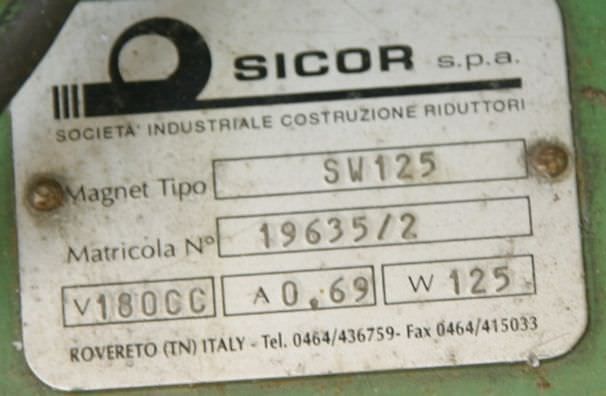 SICOR s.p.a.
SOCIETA' INDUSTRIALE COSTRUZIONE RIDUTTORI
Magnet Tipo SW125
Matricola N° 19635/2
V 180CC A 0.69 W 125
ROVERETO (TN) ITALY - Tel. 0464/436759- Fax 0464/415033